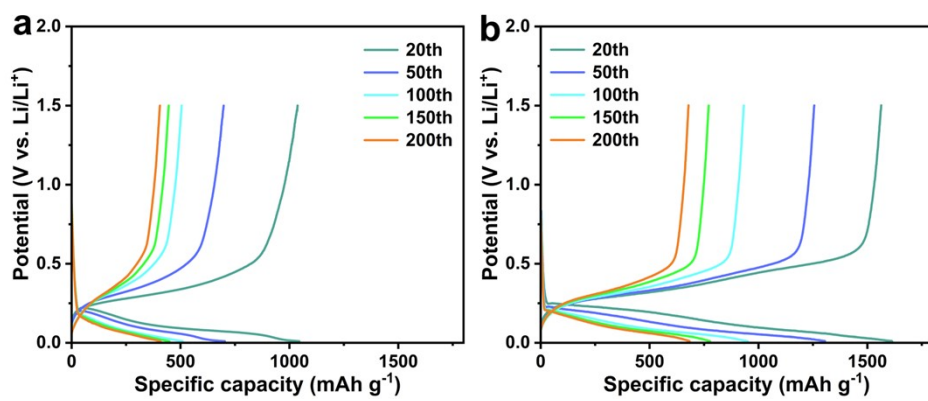 a
2.0
1.5
1.0
0.5
0.0
Potential (V vs. Li/Li⁺)
0
500
1000
1500
Specific capacity (mAh g⁻¹)
20th
50th
100th
150th
200th
b
2.0
1.5
1.0
0.5
0.0
Potential (V vs. Li/Li⁺)
0
500
1000
1500
Specific capacity (mAh g⁻¹)
20th
50th
100th
150th
200th